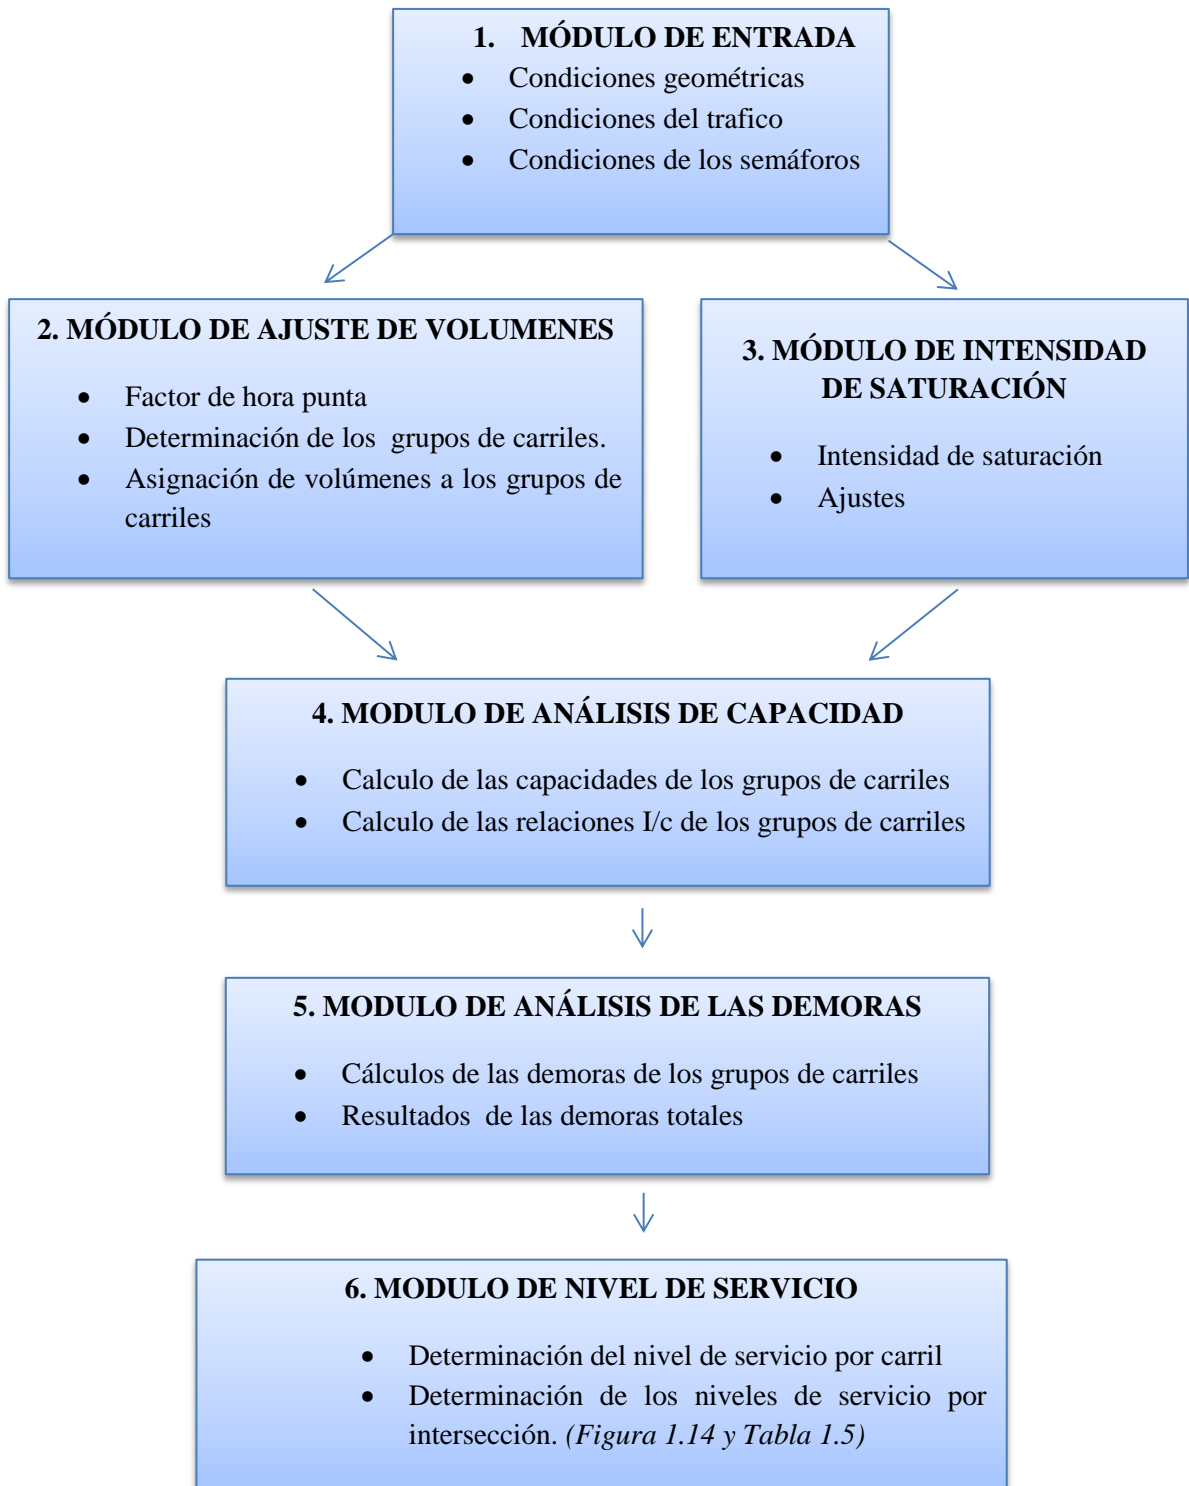 1. MÓDULO DE ENTRADA
• Condiciones geométricas
• Condiciones del trafico
• Condiciones de los semáforos
2. MÓDULO DE AJUSTE DE VOLUMENES
• Factor de hora punta
• Determinación de los grupos de carriles.
• Asignación de volúmenes a los grupos de
carriles
3. MÓDULO DE INTENSIDAD
DE SATURACIÓN
• Intensidad de saturación
• Ajustes
4. MODULO DE ANÁLISIS DE CAPACIDAD
• Calculo de las capacidades de los grupos de carriles
• Calculo de las relaciones I/c de los grupos de carriles
5. MODULO DE ANÁLISIS DE LAS DEMORAS
• Cálculos de las demoras de los grupos de carriles
• Resultados de las demoras totales
6. MODULO DE NIVEL DE SERVICIO
• Determinación del nivel de servicio por carril
• Determinación de los niveles de servicio por
intersección. (Figura 1.14 y Tabla 1.5)